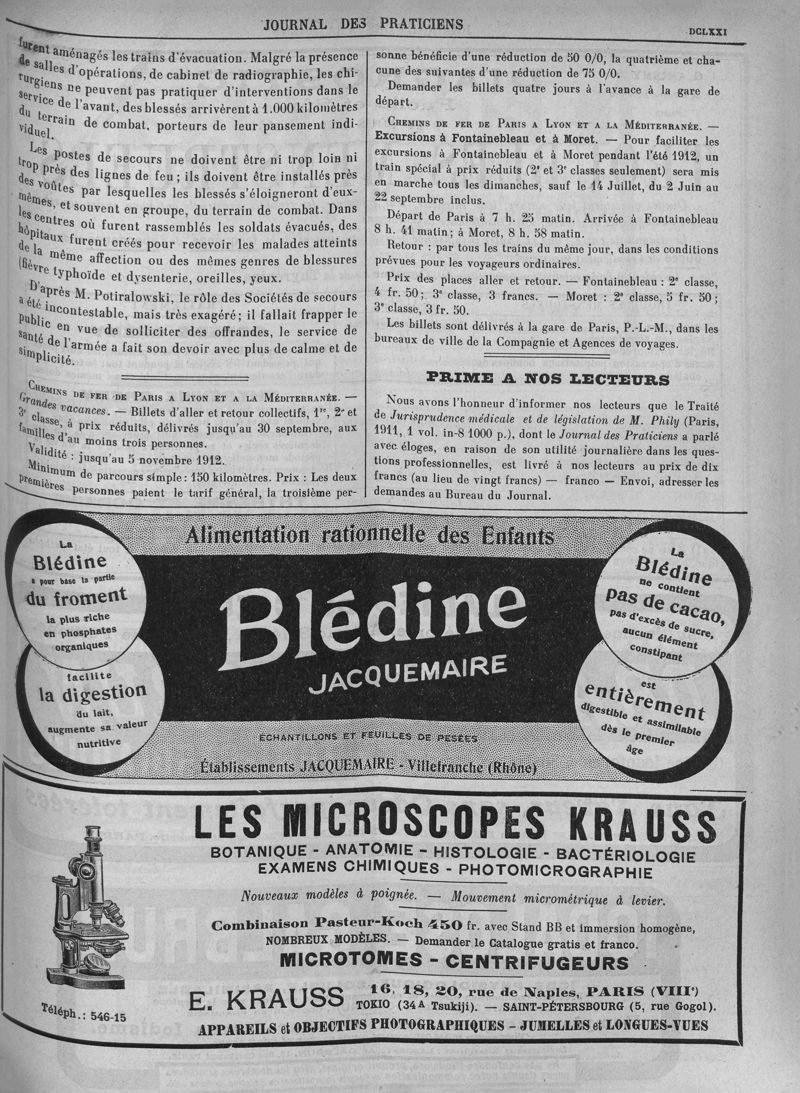 JOURNAL DES PRATICIENS
DCLXXI
furent aménagés les trains d'évacuation. Malgré la présence
de salles d'opérations, de cabinet de radiographie, les chi-
rurgiens ne peuvent pas pratiquer d'interventions dans le
service de l'avant, des blessés arrivèrent à 1.000 kilomètres
du terrain de combat, porteurs de leur pansement indi-
viduel.
Les postes de secours ne doivent être ni trop loin ni
trop près des lignes de feu ; ils doivent être installés près
des voûtes par lesquelles les blessés s'éloigneront d'eux-
mêmes, et souvent en groupe, du terrain de combat. Dans
les centres où furent rassemblés les soldats évacués, des
hôpitaux furent créés pour recevoir les malades atteints
de la même affection ou des mêmes genres de blessures
(fièvre typhoïde et dysenterie, oreilles, yeux.
D'après M. Potiralowski, le rôle des Sociétés de secours
a été incontestable, mais très exagéré ; il fallait frapper le
public en vue de solliciter des offrandes, le service de
santé de l'armée a fait son devoir avec plus de calme et de
simplicité.
CHEMINS DE FER DE PARIS A LYON ET A LA MÉDITERRANÉE. —
Grandes vacances. — Billets d'aller et retour collectifs, 1re, 2e et
3e classe, à prix réduits, délivrés jusqu'au 30 septembre, aux
familles d'au moins trois personnes.
Validité : jusqu'au 5 novembre 1912.
Minimum de parcours simple : 150 kilomètres. Prix : Les deux
premières personnes paient le tarif général, la troisième per-
sonne bénéficie d'une réduction de 50 0/0, la quatrième et cha-
cune des suivantes d'une réduction de 75 0/0.
Demander les billets quatre jours à l'avance à la gare de
départ.
CHEMINS DE FER DE PARIS A LYON ET A LA MÉDITERRANÉE. —
Excursions à Fontainebleau et à Moret. — Pour faciliter les
excursions à Fontainebleau et à Moret pendant l'été 1912, un
train spécial à prix réduits (2e et 3e classes seulement) sera mis
en marche tous les dimanches, sauf le 14 Juillet, du 2 Juin au
22 septembre inclus.
Départ de Paris à 7 h. 25 matin. Arrivée à Fontainebleau
8 h. 41 matin ; à Moret, 8 h. 58 matin.
Retour : par tous les trains du même jour, dans les conditions
prévues pour les voyageurs ordinaires.
Prix des places aller et retour. — Fontainebleau : 2e classe,
4 fr. 50 ; 3e classe, 3 francs. — Moret : 2e classe, 5 fr. 50 ;
3e classe, 3 fr. 50.
Les billets sont délivrés à la gare de Paris, P.-L.-M., dans les
bureaux de ville de la Compagnie et Agences de voyages.
PRIME A NOS LECTEURS
Nous avons l'honneur d'informer nos lecteurs que le Traité
de Jurisprudence médicale et de législation de M. Phily (Paris,
1911, 1 vol. in-8 1000 p.), dont le Journal des Praticiens a parlé
avec éloges, en raison de son utilité journalière dans les ques-
tions professionnelles, est livré à nos lecteurs au prix de dix
francs (au lieu de vingt francs) — franco — Envoi, adresser les
demandes au Bureau du Journal.
Alimentation rationnelle des Enfants
La
Blédine
a pour base la partie
du froment
la plus riche
en phosphates
organiques
facilite
la digestion
du lait,
augmente sa valeur
nutritive
Blédine
JACQUEMAIRE
La
Blédine
ne contient
pas de cacao,
pas d'excès de sucre,
aucun élément
constipant
est
entièrement
digestible et assimilable
dès le premier
âge
ÉCHANTILLONS ET FEUILLES DE PESÉES
Établissements JACQUEMAIRE - Villefranche (Rhône)
LES MICROSCOPES KRAUSS
BOTANIQUE - ANATOMIE - HISTOLOGIE - BACTÉRIOLOGIE
EXAMENS CHIMIQUES - PHOTOMICROGRAPHIE
Nouveaux modèles à poignée. — Mouvement micrométrique à levier.
Combinaison Pasteur-Koch 450 fr. avec Stand BB et immersion homogène,
NOMBREUX MODÈLES. — Demander le Catalogue gratis et franco.
MICROTOMES - CENTRIFUGEURS
E. KRAUSS
16, 18, 20, rue de Naples, PARIS (VIIIe)
TOKIO (34A Tsukiji). — SAINT-PÉTERSBOURG (5, rue Gogol).
Téléph. : 546-15
APPAREILS et OBJECTIFS PHOTOGRAPHIQUES - JUMELLES et LONGUES-VUES